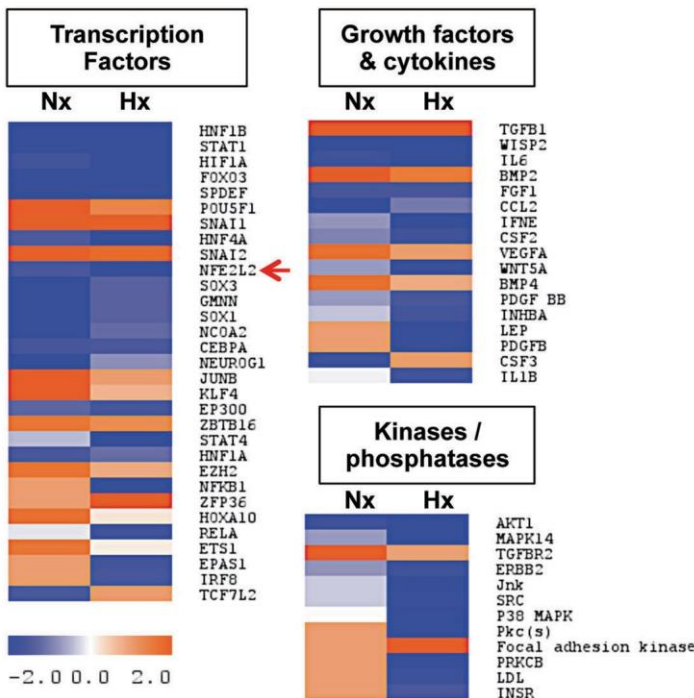 Transcription
Factors
Nx Hx
HNF1B
STAT1
HIF1A
FOXO3
SPDEF
POU5F1
SNAI1
HNF4A
SNAI2
NFE2L2
SOX3
GMNN
SOX1
NCOA2
CEBPA
NEUROG1
JUNB
KLF4
EP300
ZBTB16
STAT4
HNF1A
EZH2
NFKB1
ZFP36
HOXA10
RELA
ETS1
EPAS1
IRF8
TCF7L2
-2.0 0.0 2.0
Growth factors
& cytokines
Nx Hx
TGFB1
WISP2
IL6
BMP2
FGF1
CCL2
IFNE
CSF2
VEGFA
WNT5A
BMP4
PDGF BB
INHBA
LEP
PDGFB
CSF3
IL1B
Kinases /
phosphatases
Nx Hx
AKT1
MAPK14
TGFBR2
ERBB2
Jnk
SRC
P38 MAPK
Pkc(s)
Focal adhesion kinase
PRKCB
LDL
INSR